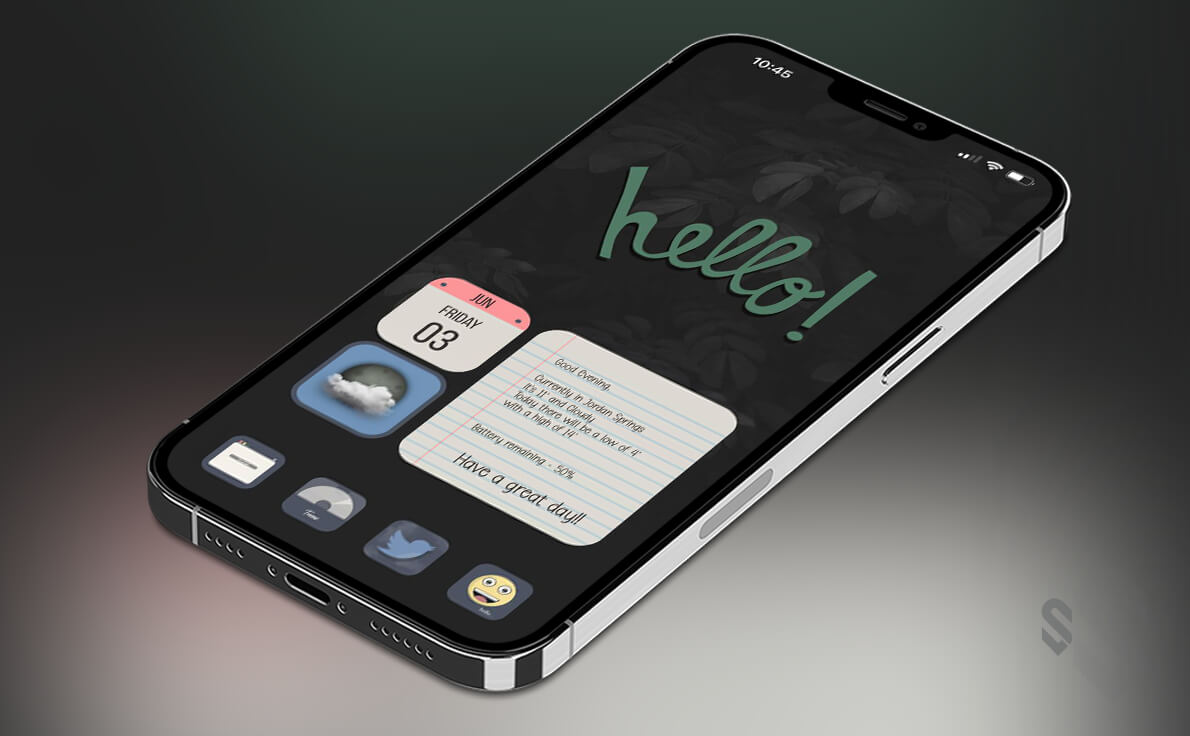 10:45
hello!
JUN
FRIDAY
03
Good Evening,
Currently in Jordan Springs
It's 11° and Cloudy
Today there will be a low of 4°
with a high of 14°
Battery remaining - 50%
Have a great day!!